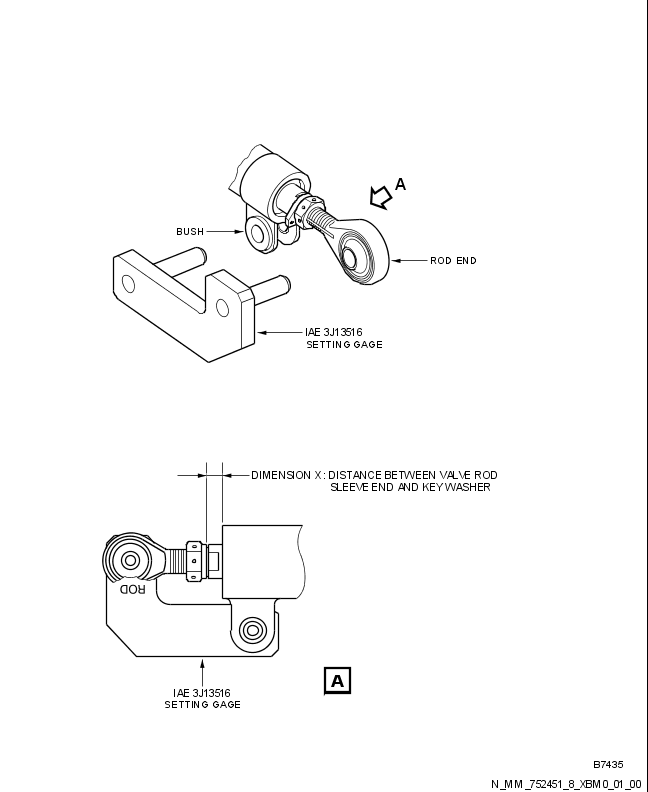 A
BUSH
ROD END
IAE 3J13516
SETTING GAGE
DIMENSION X : DISTANCE BETWEEN VALVE ROD
SLEEVE END AND KEY WASHER
ROD
IAE 3J13516
SETTING GAGE
A
B7435
N_MM_752451_8_XBM0_01_00